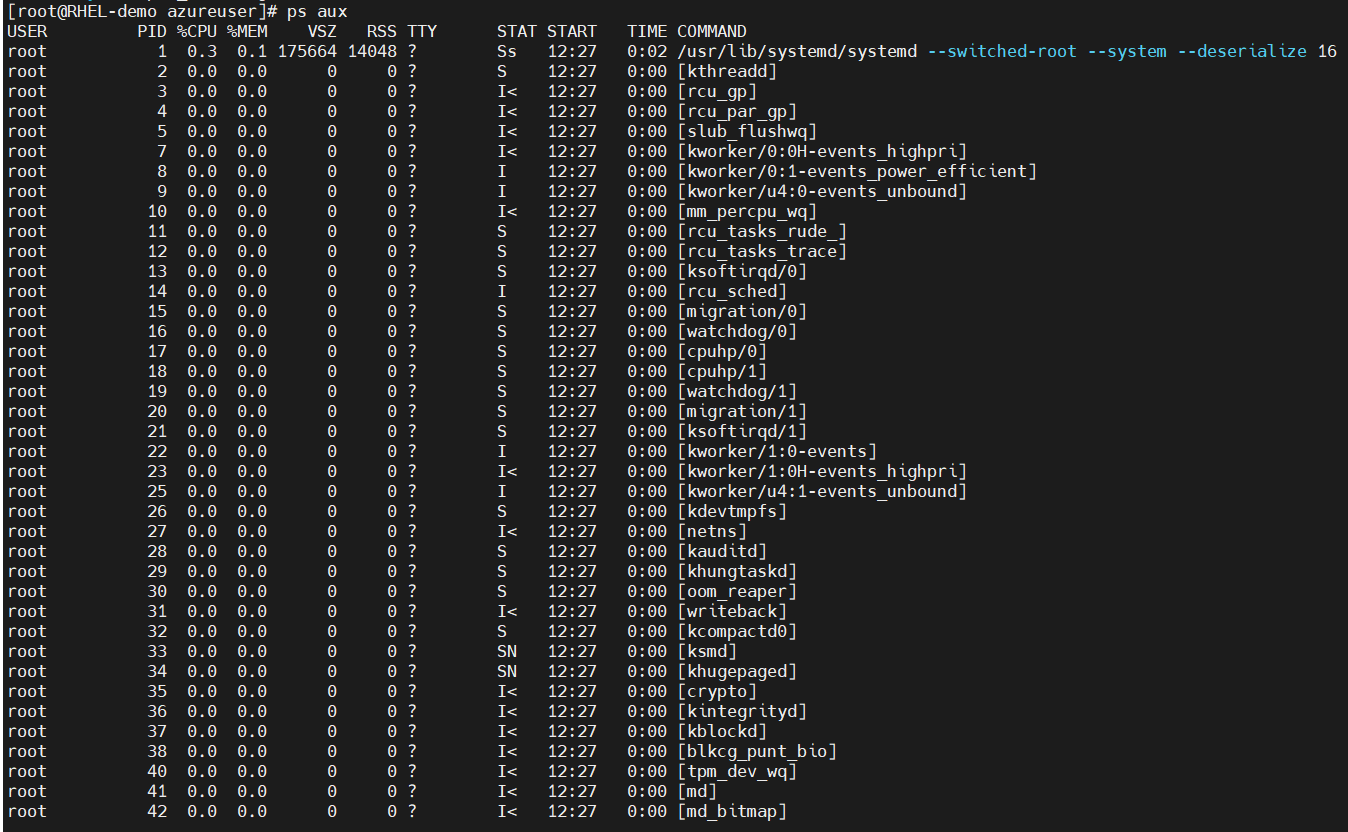 [root@RHEL-demo azureuser]# ps aux
USER         PID %CPU %MEM    VSZ   RSS TTY      STAT START   TIME COMMAND
root           1  0.3  0.1 175664 14048 ?        Ss   12:27   0:02 /usr/lib/systemd/systemd --switched-root --system --deserialize 16
root           2  0.0  0.0      0     0 ?        S    12:27   0:00 [kthreadd]
root           3  0.0  0.0      0     0 ?        I<   12:27   0:00 [rcu_gp]
root           4  0.0  0.0      0     0 ?        I<   12:27   0:00 [rcu_par_gp]
root           5  0.0  0.0      0     0 ?        I<   12:27   0:00 [slub_flushwq]
root           7  0.0  0.0      0     0 ?        I<   12:27   0:00 [kworker/0:0H-events_highpri]
root           8  0.0  0.0      0     0 ?        I    12:27   0:00 [kworker/0:1-events_power_efficient]
root           9  0.0  0.0      0     0 ?        I    12:27   0:00 [kworker/u4:0-events_unbound]
root          10  0.0  0.0      0     0 ?        I<   12:27   0:00 [mm_percpu_wq]
root          11  0.0  0.0      0     0 ?        S    12:27   0:00 [rcu_tasks_rude_]
root          12  0.0  0.0      0     0 ?        S    12:27   0:00 [rcu_tasks_trace]
root          13  0.0  0.0      0     0 ?        S    12:27   0:00 [ksoftirqd/0]
root          14  0.0  0.0      0     0 ?        I    12:27   0:00 [rcu_sched]
root          15  0.0  0.0      0     0 ?        S    12:27   0:00 [migration/0]
root          16  0.0  0.0      0     0 ?        S    12:27   0:00 [watchdog/0]
root          17  0.0  0.0      0     0 ?        S    12:27   0:00 [cpuhp/0]
root          18  0.0  0.0      0     0 ?        S    12:27   0:00 [cpuhp/1]
root          19  0.0  0.0      0     0 ?        S    12:27   0:00 [watchdog/1]
root          20  0.0  0.0      0     0 ?        S    12:27   0:00 [migration/1]
root          21  0.0  0.0      0     0 ?        S    12:27   0:00 [ksoftirqd/1]
root          22  0.0  0.0      0     0 ?        I    12:27   0:00 [kworker/1:0-events]
root          23  0.0  0.0      0     0 ?        I<   12:27   0:00 [kworker/1:0H-events_highpri]
root          25  0.0  0.0      0     0 ?        I    12:27   0:00 [kworker/u4:1-events_unbound]
root          26  0.0  0.0      0     0 ?        S    12:27   0:00 [kdevtmpfs]
root          27  0.0  0.0      0     0 ?        I<   12:27   0:00 [netns]
root          28  0.0  0.0      0     0 ?        S    12:27   0:00 [kauditd]
root          29  0.0  0.0      0     0 ?        S    12:27   0:00 [khungtaskd]
root          30  0.0  0.0      0     0 ?        S    12:27   0:00 [oom_reaper]
root          31  0.0  0.0      0     0 ?        I<   12:27   0:00 [writeback]
root          32  0.0  0.0      0     0 ?        S    12:27   0:00 [kcompactd0]
root          33  0.0  0.0      0     0 ?        SN   12:27   0:00 [ksmd]
root          34  0.0  0.0      0     0 ?        SN   12:27   0:00 [khugepaged]
root          35  0.0  0.0      0     0 ?        I<   12:27   0:00 [crypto]
root          36  0.0  0.0      0     0 ?        I<   12:27   0:00 [kintegrityd]
root          37  0.0  0.0      0     0 ?        I<   12:27   0:00 [kblockd]
root          38  0.0  0.0      0     0 ?        I<   12:27   0:00 [blkcg_punt_bio]
root          40  0.0  0.0      0     0 ?        I<   12:27   0:00 [tpm_dev_wq]
root          41  0.0  0.0      0     0 ?        I<   12:27   0:00 [md]
root          42  0.0  0.0      0     0 ?        I<   12:27   0:00 [md_bitmap]